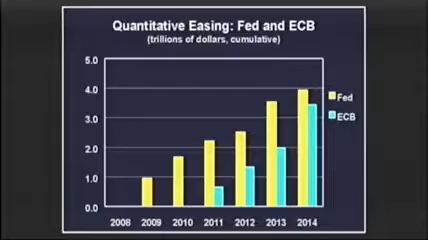 Quantitative Easing: Fed and ECB
(trillions of dollars, cumulative)
5.0
4.0
3.0
2.0
1.0
0.0
2008 2009 2010 2011 2012 2013 2014
Fed
ECB